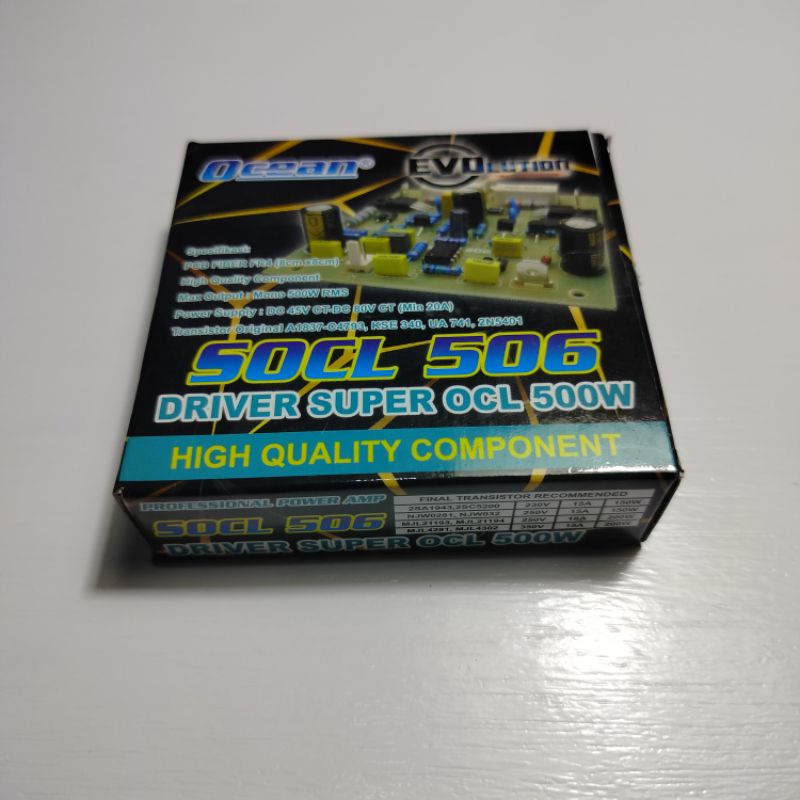 Ocean®
EVOLUTION
Spesifikasi:
PCB FIBER FR4 (8cm x8cm)
High Quality Component
Max Output : Mono 500W RMS
Power Supply : DC 45V CT-DC 80V CT (Min 20A)
Transistor Original A1837-C4793, KSE 340, UA 741, 2N5401
SOCL 506
DRIVER SUPER OCL 500W
HIGH QUALITY COMPONENT
PROFESSIONAL POWER AMP
SOCL 506
DRIVER SUPER OCL 500W
FINAL TRANSISTOR RECOMMENDED
2SA1943,2SC5200 230V 15A 150W
NJW0281, NJW032 250V 15A 150W
MJL21193, MJL21194 250V 16A 200W
MJL4281, MJL4302 350V 15A